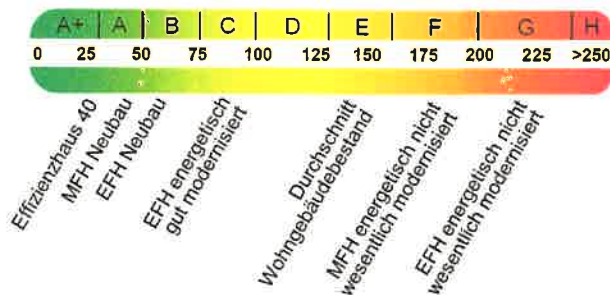 A+ A B C D E F G H
0 25 50 75 100 125 150 175 200 225 >250
Effizienzhaus 40
MFH Neubau
EFH Neubau
EFH energetisch
gut modernisiert
Durchschnitt
Wohngebäudebestand
MFH energetisch nicht
wesentlich modernisiert
EFH energetisch nicht
wesentlich modernisiert